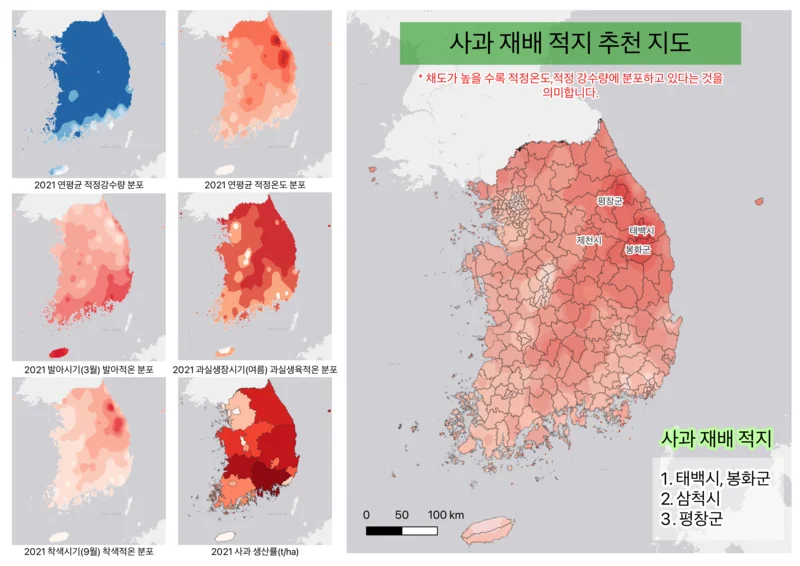 2021 연평균 적정강수량 분포
2021 연평균 적정온도 분포
2021 발아시기(3월) 발아적온 분포
2021 과실생장시기(여름) 과실생육적온 분포
2021 착색시기(9월) 착색적온 분포
2021 사과 생산률(t/ha)
사과 재배 적지 추천 지도
* 채도가 높을 수록 적정온도,적정 강수량에 분포하고 있다는 것을
의미합니다.
평창군
태백시
제천시
봉화군
사과 재배 적지
1. 태백시, 봉화군
2. 삼척시
3. 평창군
0 50 100 km